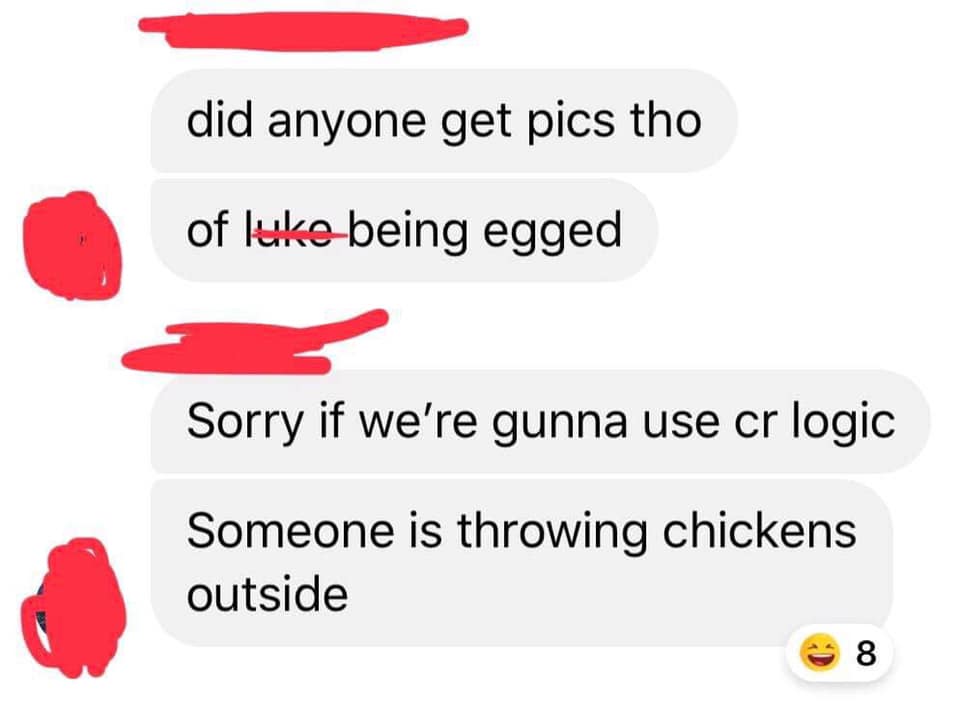 did anyone get pics tho
of luke being egged
Sorry if we're gunna use cr logic
Someone is throwing chickens
outside
8